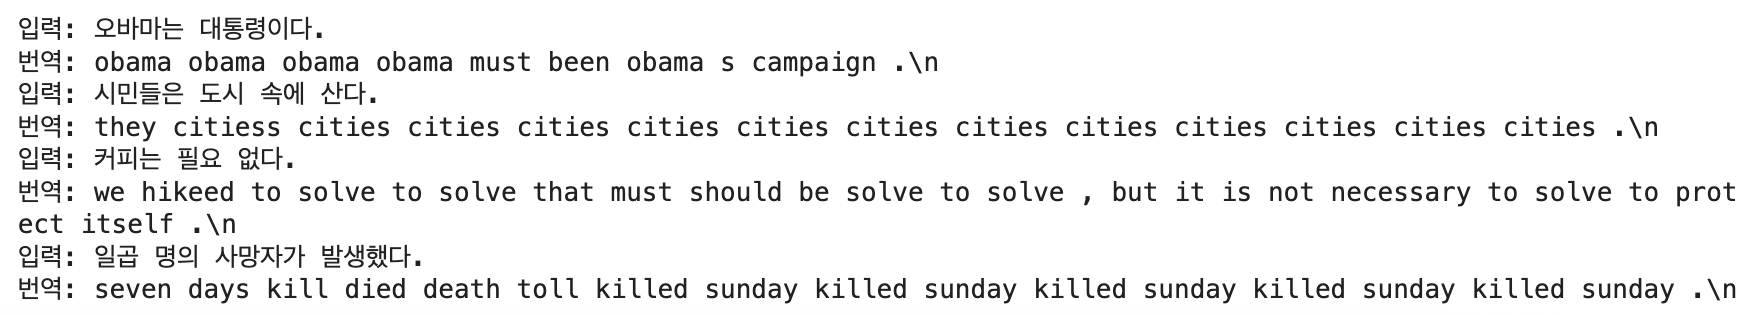 입력: 오바마는 대통령이다.
번역: obama obama obama obama must been obama s campaign .\n
입력: 시민들은 도시 속에 산다.
번역: they citiess cities cities cities cities cities cities cities cities cities cities cities cities .\n
입력: 커피는 필요 없다.
번역: we hikeed to solve to solve that must should be solve to solve , but it is not necessary to solve to prot
ect itself .\n
입력: 일곱 명의 사망자가 발생했다.
번역: seven days kill died death toll killed sunday killed sunday killed sunday killed sunday killed sunday .\n